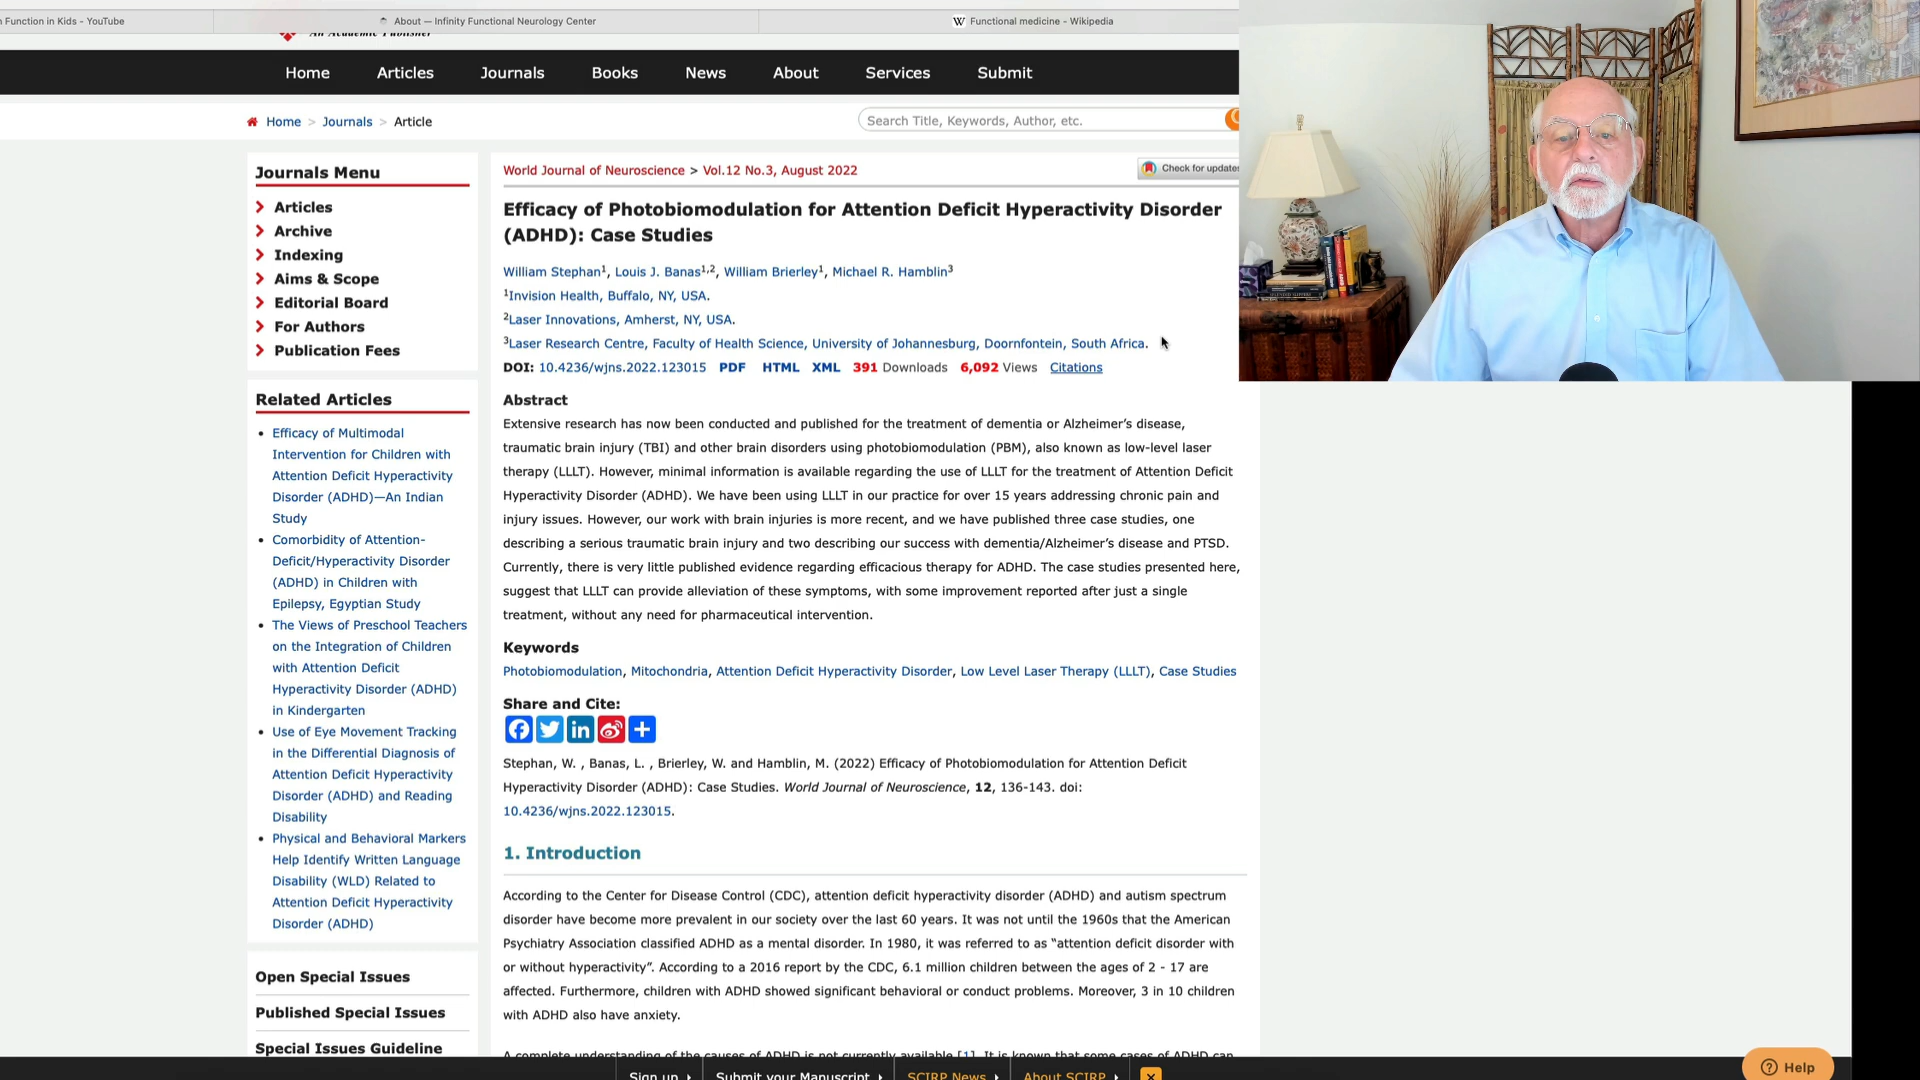 n Function in Kids - YouTube
About — Infinity Functional Neurology Center
W Functional medicine - Wikipedia
An Academic Publisher
Home Articles Journals Books News About Services Submit
Home > Journals > Article
Search Title, Keywords, Author, etc.
Journals Menu
Articles
Archive
Indexing
Aims & Scope
Editorial Board
For Authors
Publication Fees
Related Articles
Efficacy of Multimodal
Intervention for Children with
Attention Deficit Hyperactivity
Disorder (ADHD)—An Indian
Study
Comorbidity of Attention-
Deficit/Hyperactivity Disorder
(ADHD) in Children with
Epilepsy, Egyptian Study
The Views of Preschool Teachers
on the Integration of Children
with Attention Deficit
Hyperactivity Disorder (ADHD)
in Kindergarten
Use of Eye Movement Tracking
in the Differential Diagnosis of
Attention Deficit Hyperactivity
Disorder (ADHD) and Reading
Disability
Physical and Behavioral Markers
Help Identify Written Language
Disability (WLD) Related to
Attention Deficit Hyperactivity
Disorder (ADHD)
Open Special Issues
Published Special Issues
Special Issues Guideline
World Journal of Neuroscience > Vol.12 No.3, August 2022
Check for updates
Efficacy of Photobiomodulation for Attention Deficit Hyperactivity Disorder
(ADHD): Case Studies
William Stephan1, Louis J. Banas1,2, William Brierley1, Michael R. Hamblin3
1Invision Health, Buffalo, NY, USA.
2Laser Innovations, Amherst, NY, USA.
3Laser Research Centre, Faculty of Health Science, University of Johannesburg, Doornfontein, South Africa.
DOI: 10.4236/wjns.2022.123015 PDF HTML XML 391 Downloads 6,092 Views Citations
Abstract
Extensive research has now been conducted and published for the treatment of dementia or Alzheimer's disease,
traumatic brain injury (TBI) and other brain disorders using photobiomodulation (PBM), also known as low-level laser
therapy (LLLT). However, minimal information is available regarding the use of LLLT for the treatment of Attention Deficit
Hyperactivity Disorder (ADHD). We have been using LLLT in our practice for over 15 years addressing chronic pain and
injury issues. However, our work with brain injuries is more recent, and we have published three case studies, one
describing a serious traumatic brain injury and two describing our success with dementia/Alzheimer's disease and PTSD.
Currently, there is very little published evidence regarding efficacious therapy for ADHD. The case studies presented here,
suggest that LLLT can provide alleviation of these symptoms, with some improvement reported after just a single
treatment, without any need for pharmaceutical intervention.
Keywords
Photobiomodulation, Mitochondria, Attention Deficit Hyperactivity Disorder, Low Level Laser Therapy (LLLT), Case Studies
Share and Cite:
Stephan, W. , Banas, L. , Brierley, W. and Hamblin, M. (2022) Efficacy of Photobiomodulation for Attention Deficit
Hyperactivity Disorder (ADHD): Case Studies. World Journal of Neuroscience, 12, 136-143. doi:
10.4236/wjns.2022.123015.
1. Introduction
According to the Center for Disease Control (CDC), attention deficit hyperactivity disorder (ADHD) and autism spectrum
disorder have become more prevalent in our society over the last 60 years. It was not until the 1960s that the American
Psychiatry Association classified ADHD as a mental disorder. In 1980, it was referred to as “attention deficit disorder with
or without hyperactivity”. According to a 2016 report by the CDC, 6.1 million children between the ages of 2 - 17 are
affected. Furthermore, children with ADHD showed significant behavioral or conduct problems. Moreover, 3 in 10 children
with ADHD also have anxiety.
A complete understanding of the causes of ADHD is not currently available [1]. It is known that some cases of ADHD can
Sign up Submit your Manuscript SCIRP News About SCIRP
Help